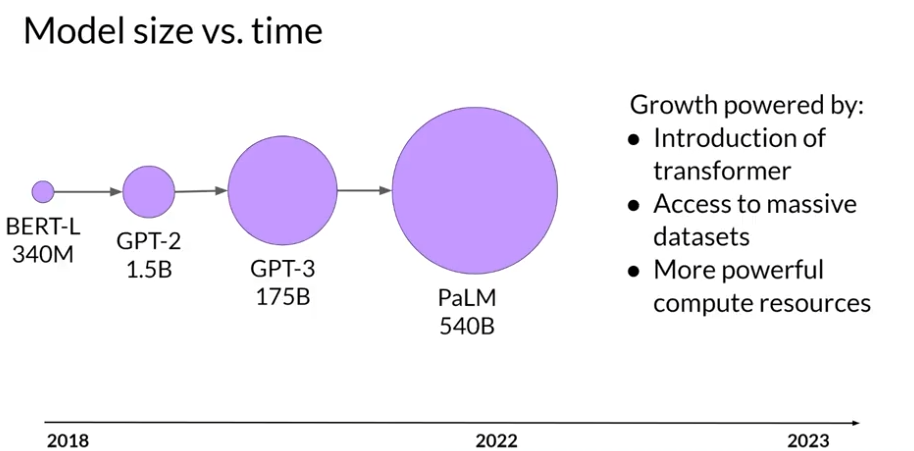 Model size vs. time
BERT-L
340M
GPT-2
1.5B
GPT-3
175B
PaLM
540B
Growth powered by:
● Introduction of
transformer
● Access to massive
datasets
● More powerful
compute resources
2018
2022
2023